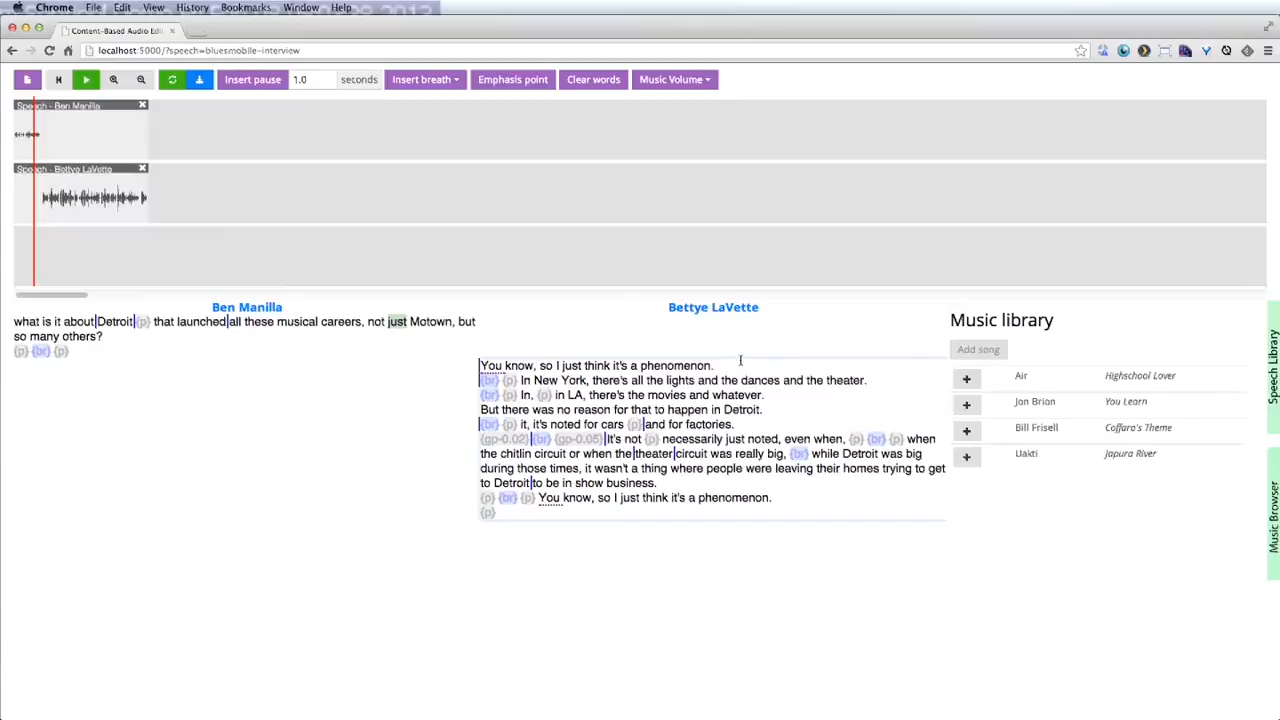 Chrome File Edit View History Bookmarks Window Help
Content-Based Audio Edi
localhost:5000/?speech=bluesmobile-interview
Insert pause 1.0 seconds Insert breath Emphasis point Clear words Music Volume
Speech - Ben Manilla
Speech - Bettye LaVette
Ben Manilla
what is it about Detroit {p} that launched all these musical careers, not just Motown, but
so many others?
{p} {br} {p}
Bettye LaVette
You know, so I just think it's a phenomenon.
{br} {p} In New York, there's all the lights and the dances and the theater.
{br} {p} In, {p} in LA, there's the movies and whatever.
But there was no reason for that to happen in Detroit.
{br} {p} it, it's noted for cars {p} and for factories.
{gp-0.02} {br} {gp-0.05} It's not {p} necessarily just noted, even when, {p} {br} {p} when
the chitlin circuit or when the theater circuit was really big, {br} while Detroit was big
during those times, it wasn't a thing where people were leaving their homes trying to get
to Detroit to be in show business.
{p} {br} {p} You know, so I just think it's a phenomenon.
{p}
Music library
Add song
Air Highschool Lover
Jon Brion You Learn
Bill Frisell Coffaro's Theme
Uakti Japura River
Speech Library
Music Browser